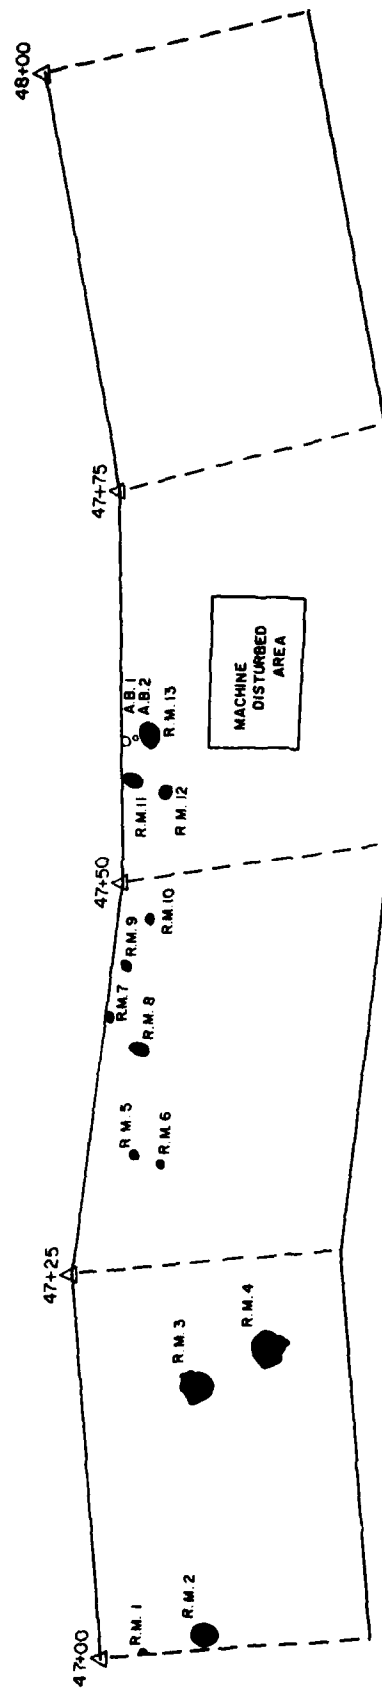 48+00
47+75
A.B. 1
A.B. 2
R.M. 13
MACHINE
DISTURBED
AREA
R.M. 11
R.M. 12
47+50
R.M. 10
R.M. 9
R.M. 7
R.M. 8
R M. 5
R.M. 6
47+25
R.M. 3
R.M. 4
R.M. 2
R.M. 1
47+00